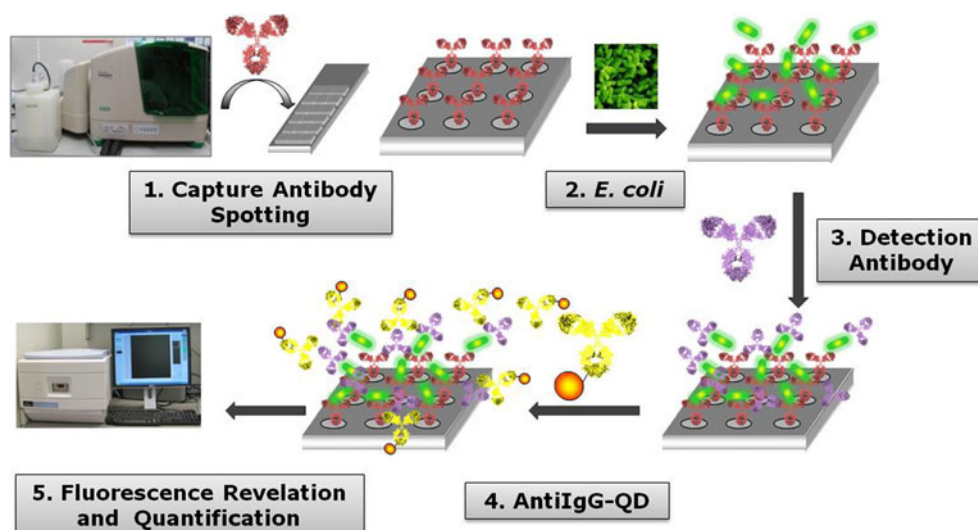 1. Capture Antibody
Spotting
2. E. coli
3. Detection
Antibody
4. AntiIgG-QD
5. Fluorescence Revelation
and Quantification